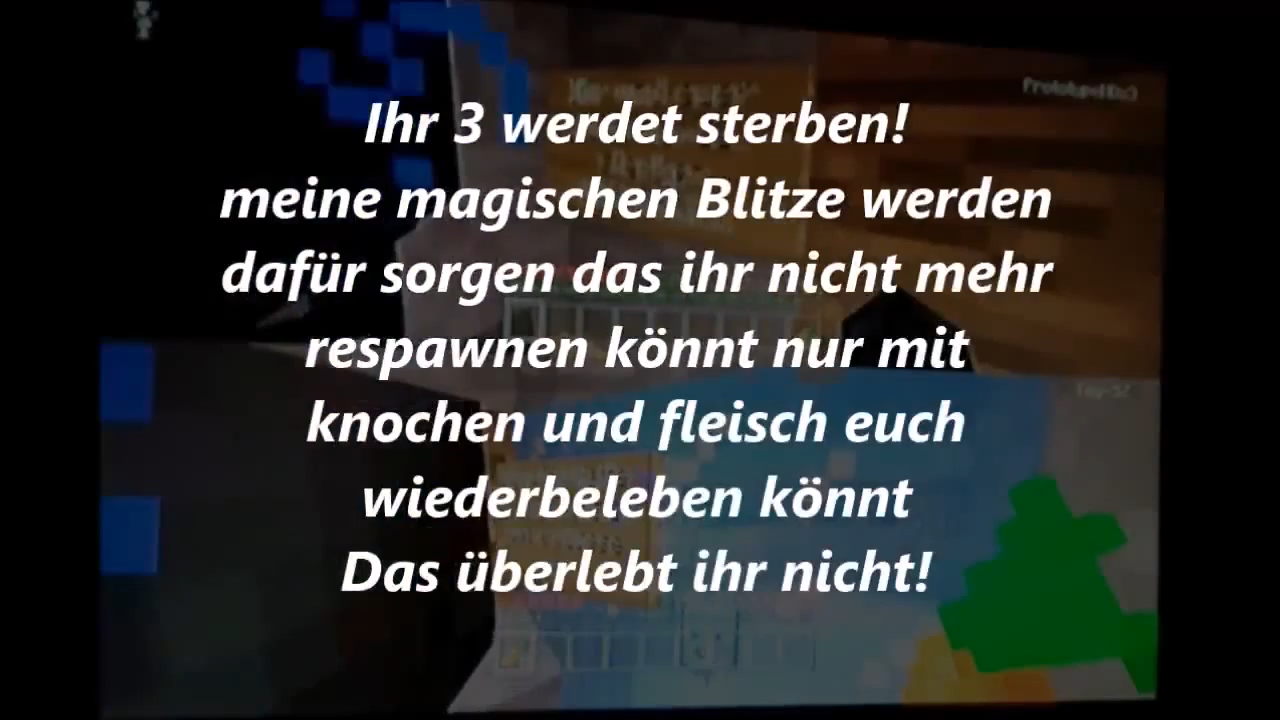 Ihr 3 werdet sterben!
meine magischen Blitze werden
dafür sorgen das ihr nicht mehr
respawnen könnt nur mit
knochen und fleisch euch
wiederbeleben könnt
Das überlebt ihr nicht!